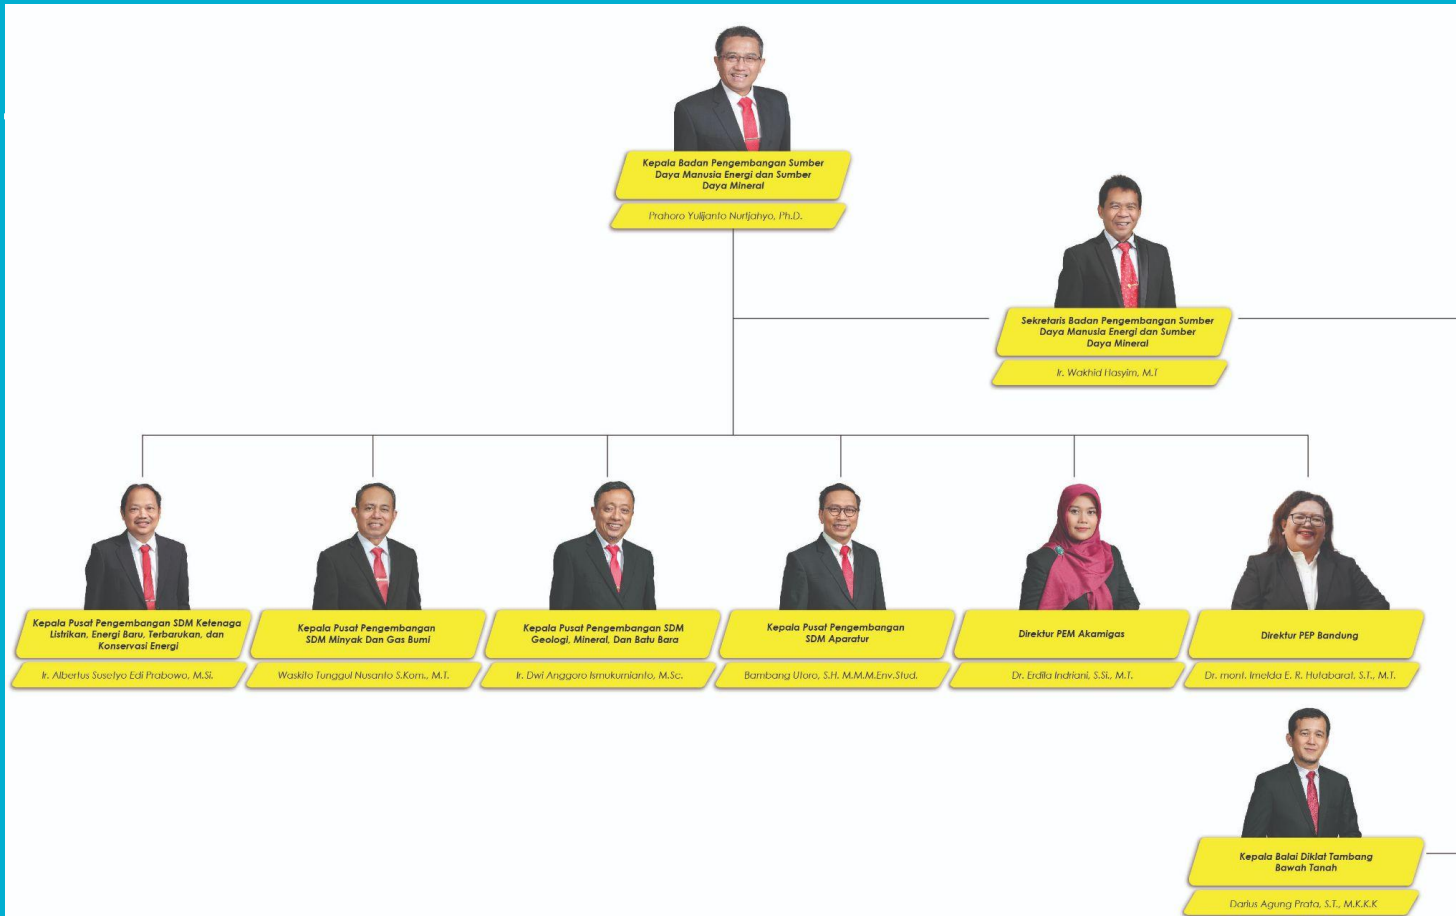 Kepala Badan Pengembangan Sumber
Daya Manusia Energi dan Sumber
Daya Mineral
Prahoro Yulijanto Nurtjahyo, Ph.D.
Sekretaris Badan Pengembangan Sumber
Daya Manusia Energi dan Sumber
Daya Mineral
Ir. Wakhid Hasyim, M.T
Kepala Pusat Pengembangan SDM Ketenaga
Listrikan, Energi Baru, Terbarukan, dan
Konservasi Energi
Ir. Albertus Susetyo Edi Prabowo, M.Si.
Kepala Pusat Pengembangan
SDM Minyak Dan Gas Bumi
Waskito Tunggul Nusanto S.Kom., M.T.
Kepala Pusat Pengembangan SDM
Geologi, Mineral, Dan Batu Bara
Ir. Dwi Anggoro Ismukurnianto, M.Sc.
Kepala Pusat Pengembangan
SDM Aparatur
Bambang Utoro, S.H. M.M.M.Env.Stud.
Direktur PEM Akamigas
Dr. Erdila Indriani, S.Si., M.T.
Direktur PEP Bandung
Dr. mont. Imelda E. R. Hutabarat, S.T., M.T.
Kepala Balai Diklat Tambang
Bawah Tanah
Darius Agung Prata, S.T., M.K.K.K